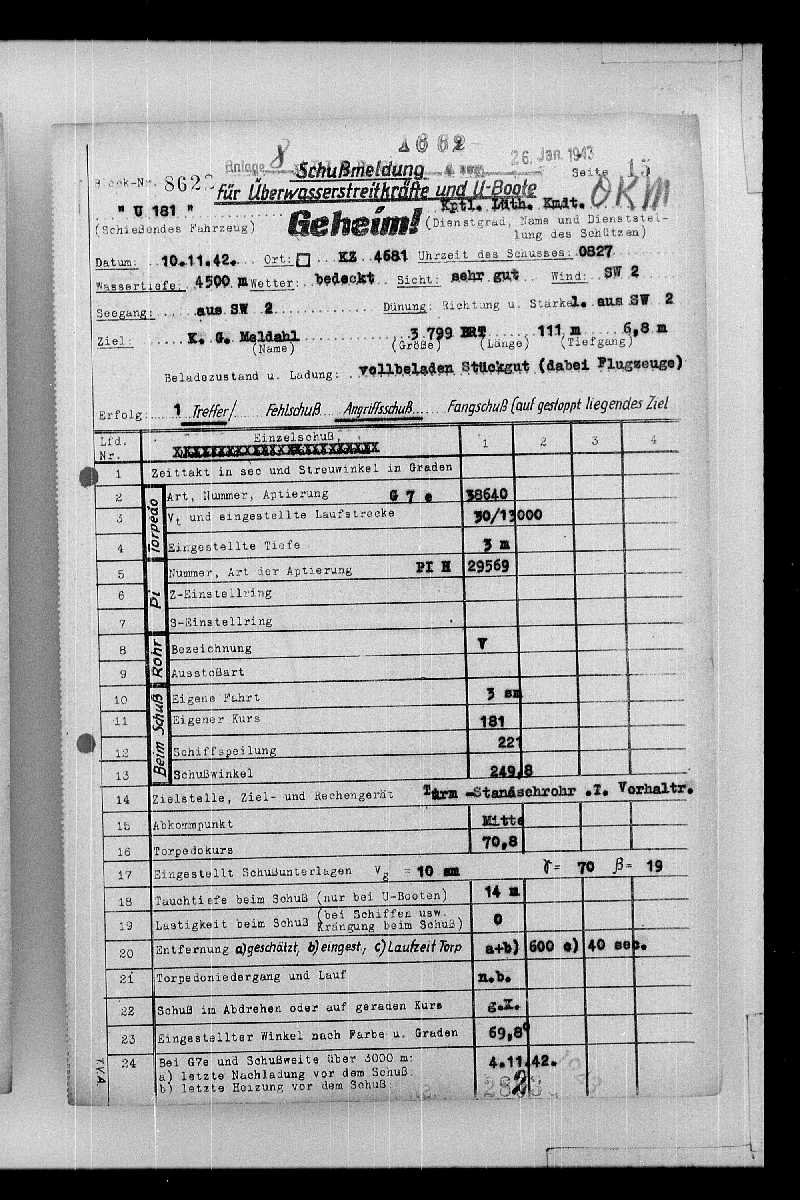 1662
Anlage 8 26. Jan. 1943
Schußmeldung Seite 15
Block-Nr. 862
für Überwasserstreitkräfte und U-Boote OKM
" U 181 " Geheim! Kptl. Lüth. Kmdt.
(Schießendes Fahrzeug) (Dienstgrad, Name und Dienststel-
lung des Schützen)
Datum: 10.11.42. Ort: □ KZ 4681 Uhrzeit des Schusses: 0827
Wassertiefe: 4500 m Wetter: bedeckt Sicht: sehr gut Wind: SW 2
Seegang: aus SW 2 Dünung: Richtung u. Stärke 1. aus SW 2
Ziel: K. G. Meldahl 3 799 BRT 111 m 6,8 m
(Name) (Größe) (Länge) (Tiefgang)
Beladezustand u. Ladung: vollbeladen Stückgut (dabei Flugzeuge)
Erfolg: 1 Treffer/ Fehlschuß Angriffsschuß Fangschuß (auf gestoppt liegendes Ziel
Lfd. Nr. Einzelschuß, 1 2 3 4
1 Zeittakt in sec und Streuwinkel in Graden
Torpedo
2 Art, Nummer, Aptierung G 7 e 38640
3 Vt und eingestellte Laufstrecke 30/13000
4 Eingestellte Tiefe 3 m
Pi
5 Nummer, Art der Aptierung PI H 29569
6 Z-Einstellring
7 S-Einstellring
Rohr
8 Bezeichnung V
9 Ausstoßart
Beim Schuß
10 Eigene Fahrt 3 sm
11 Eigener Kurs 181
12 Schiffspeilung 221
13 Schußwinkel 249,8
14 Zielstelle, Ziel- und Rechengerät Turm -Standsehrohr .T. Vorhaltr.
15 Abkommpunkt Mitte
16 Torpedokurs 70,8
17 Eingestellt Schußunterlagen Vg = 10 sm γ= 70 β= 19
18 Tauchtiefe beim Schuß (nur bei U-Booten) 14 m
19 Lastigkeit beim Schuß (bei Schiffen usw. Krängung beim Schuß) 0
20 Entfernung a) geschätzt, b) eingest., c) Laufzeit Torp a+b) 600 c) 40 sec.
21 Torpedoniedergang und Lauf n.b.
22 Schuß im Abdrehen oder auf geraden Kurs g.K.
23 Eingestellter Winkel nach Farbe u. Graden 69,8°
24 Bei G7e und Schußweite über 3000 m: 4.11.42.
a) letzte Nachladung vor dem Schuß:
b) letzte Heizung vor dem Schuß
TVA